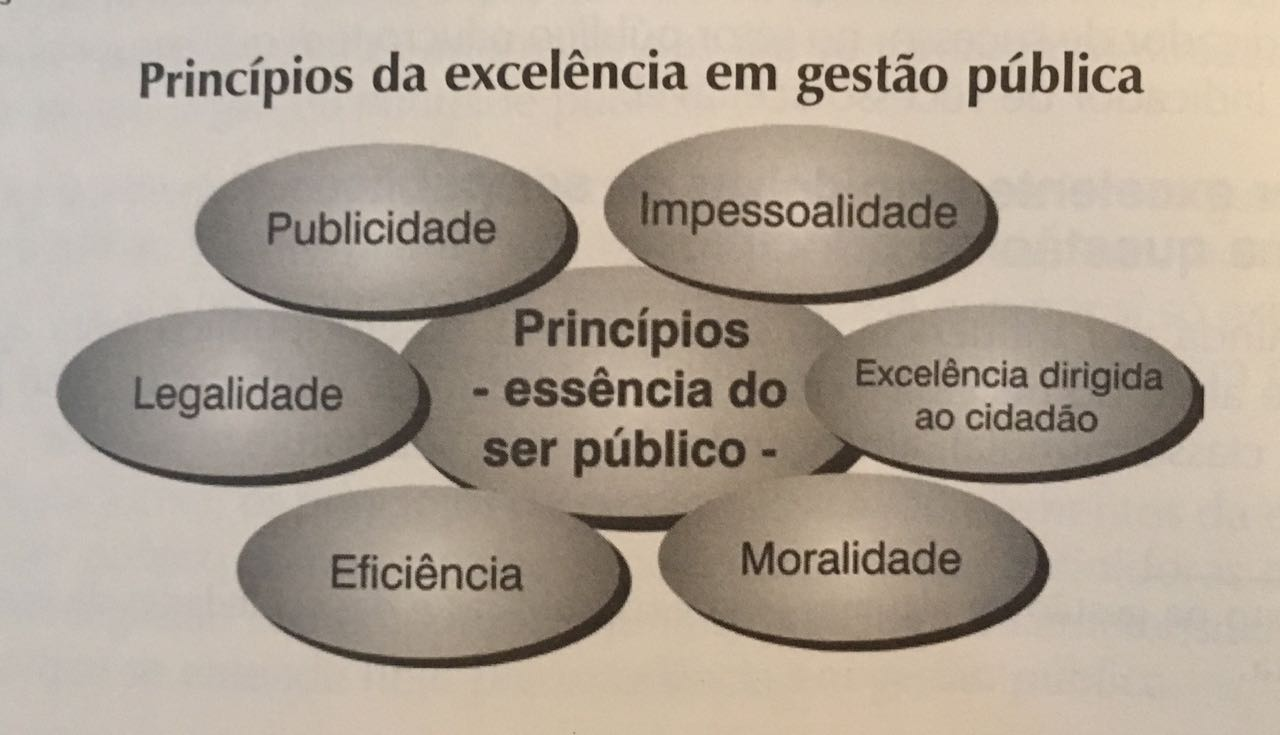 Princípios da excelência em gestão pública
Publicidade
Impessoalidade
Princípios
- essência do
ser público -
Legalidade
Excelência dirigida
ao cidadão
Eficiência
Moralidade